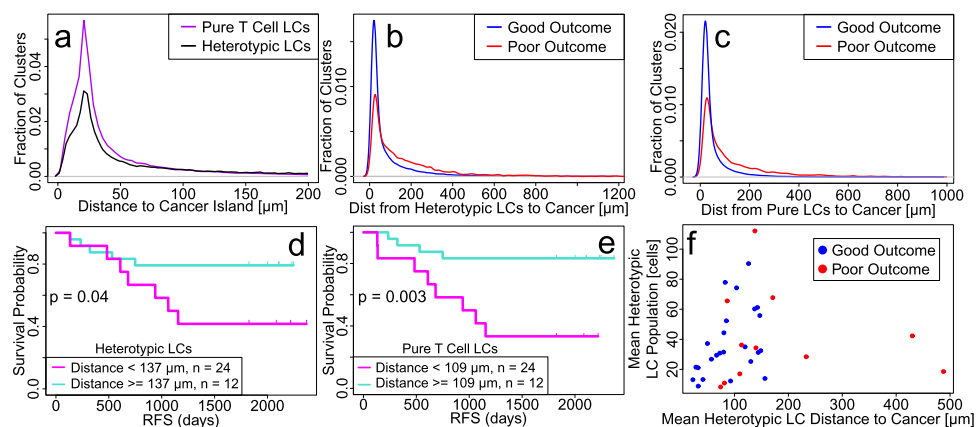 a
Pure T Cell LCs
Heterotypic LCs
Fraction of Clusters
0.00
0.02
0.04
0
50
100
150
200
Distance to Cancer Island [µm]
b
Good Outcome
Poor Outcome
Fraction of Clusters
0.000
0.010
0
200
400
600
800
1000
1200
Dist from Heterotypic LCs to Cancer [µm]
c
Good Outcome
Poor Outcome
Fraction of Clusters
0.000
0.010
0.020
0
200
400
600
800
1000
Dist from Pure LCs to Cancer [µm]
d
p = 0.04
Survival Probability
0.0
0.4
0.8
Heterotypic LCs
Distance < 137 µm, n = 24
Distance >= 137 µm, n = 12
0
500
1000
1500
2000
RFS (days)
e
p = 0.003
Survival Probability
0.0
0.4
0.8
Pure T Cell LCs
Distance < 109 µm, n = 24
Distance >= 109 µm, n = 12
0
500
1000
1500
2000
RFS (days)
f
Good Outcome
Poor Outcome
Mean Heterotypic
LC Population [cells]
20
40
60
80
100
100
200
300
400
500
Mean Heterotypic LC Distance to Cancer [µm]